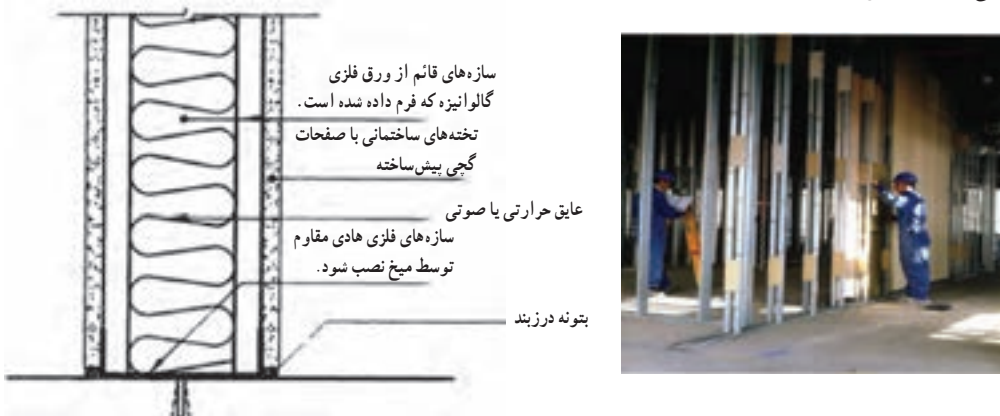 سازه‌های قائم از ورق فلزی
گالوانیزه که فرم داده شده است.
تخته‌های ساختمانی با صفحات
گچی پیش‌ساخته
عایق حرارتی یا صوتی
سازه‌های فلزی هادی مقاوم
توسط میخ نصب شود.
بتونه درزبند